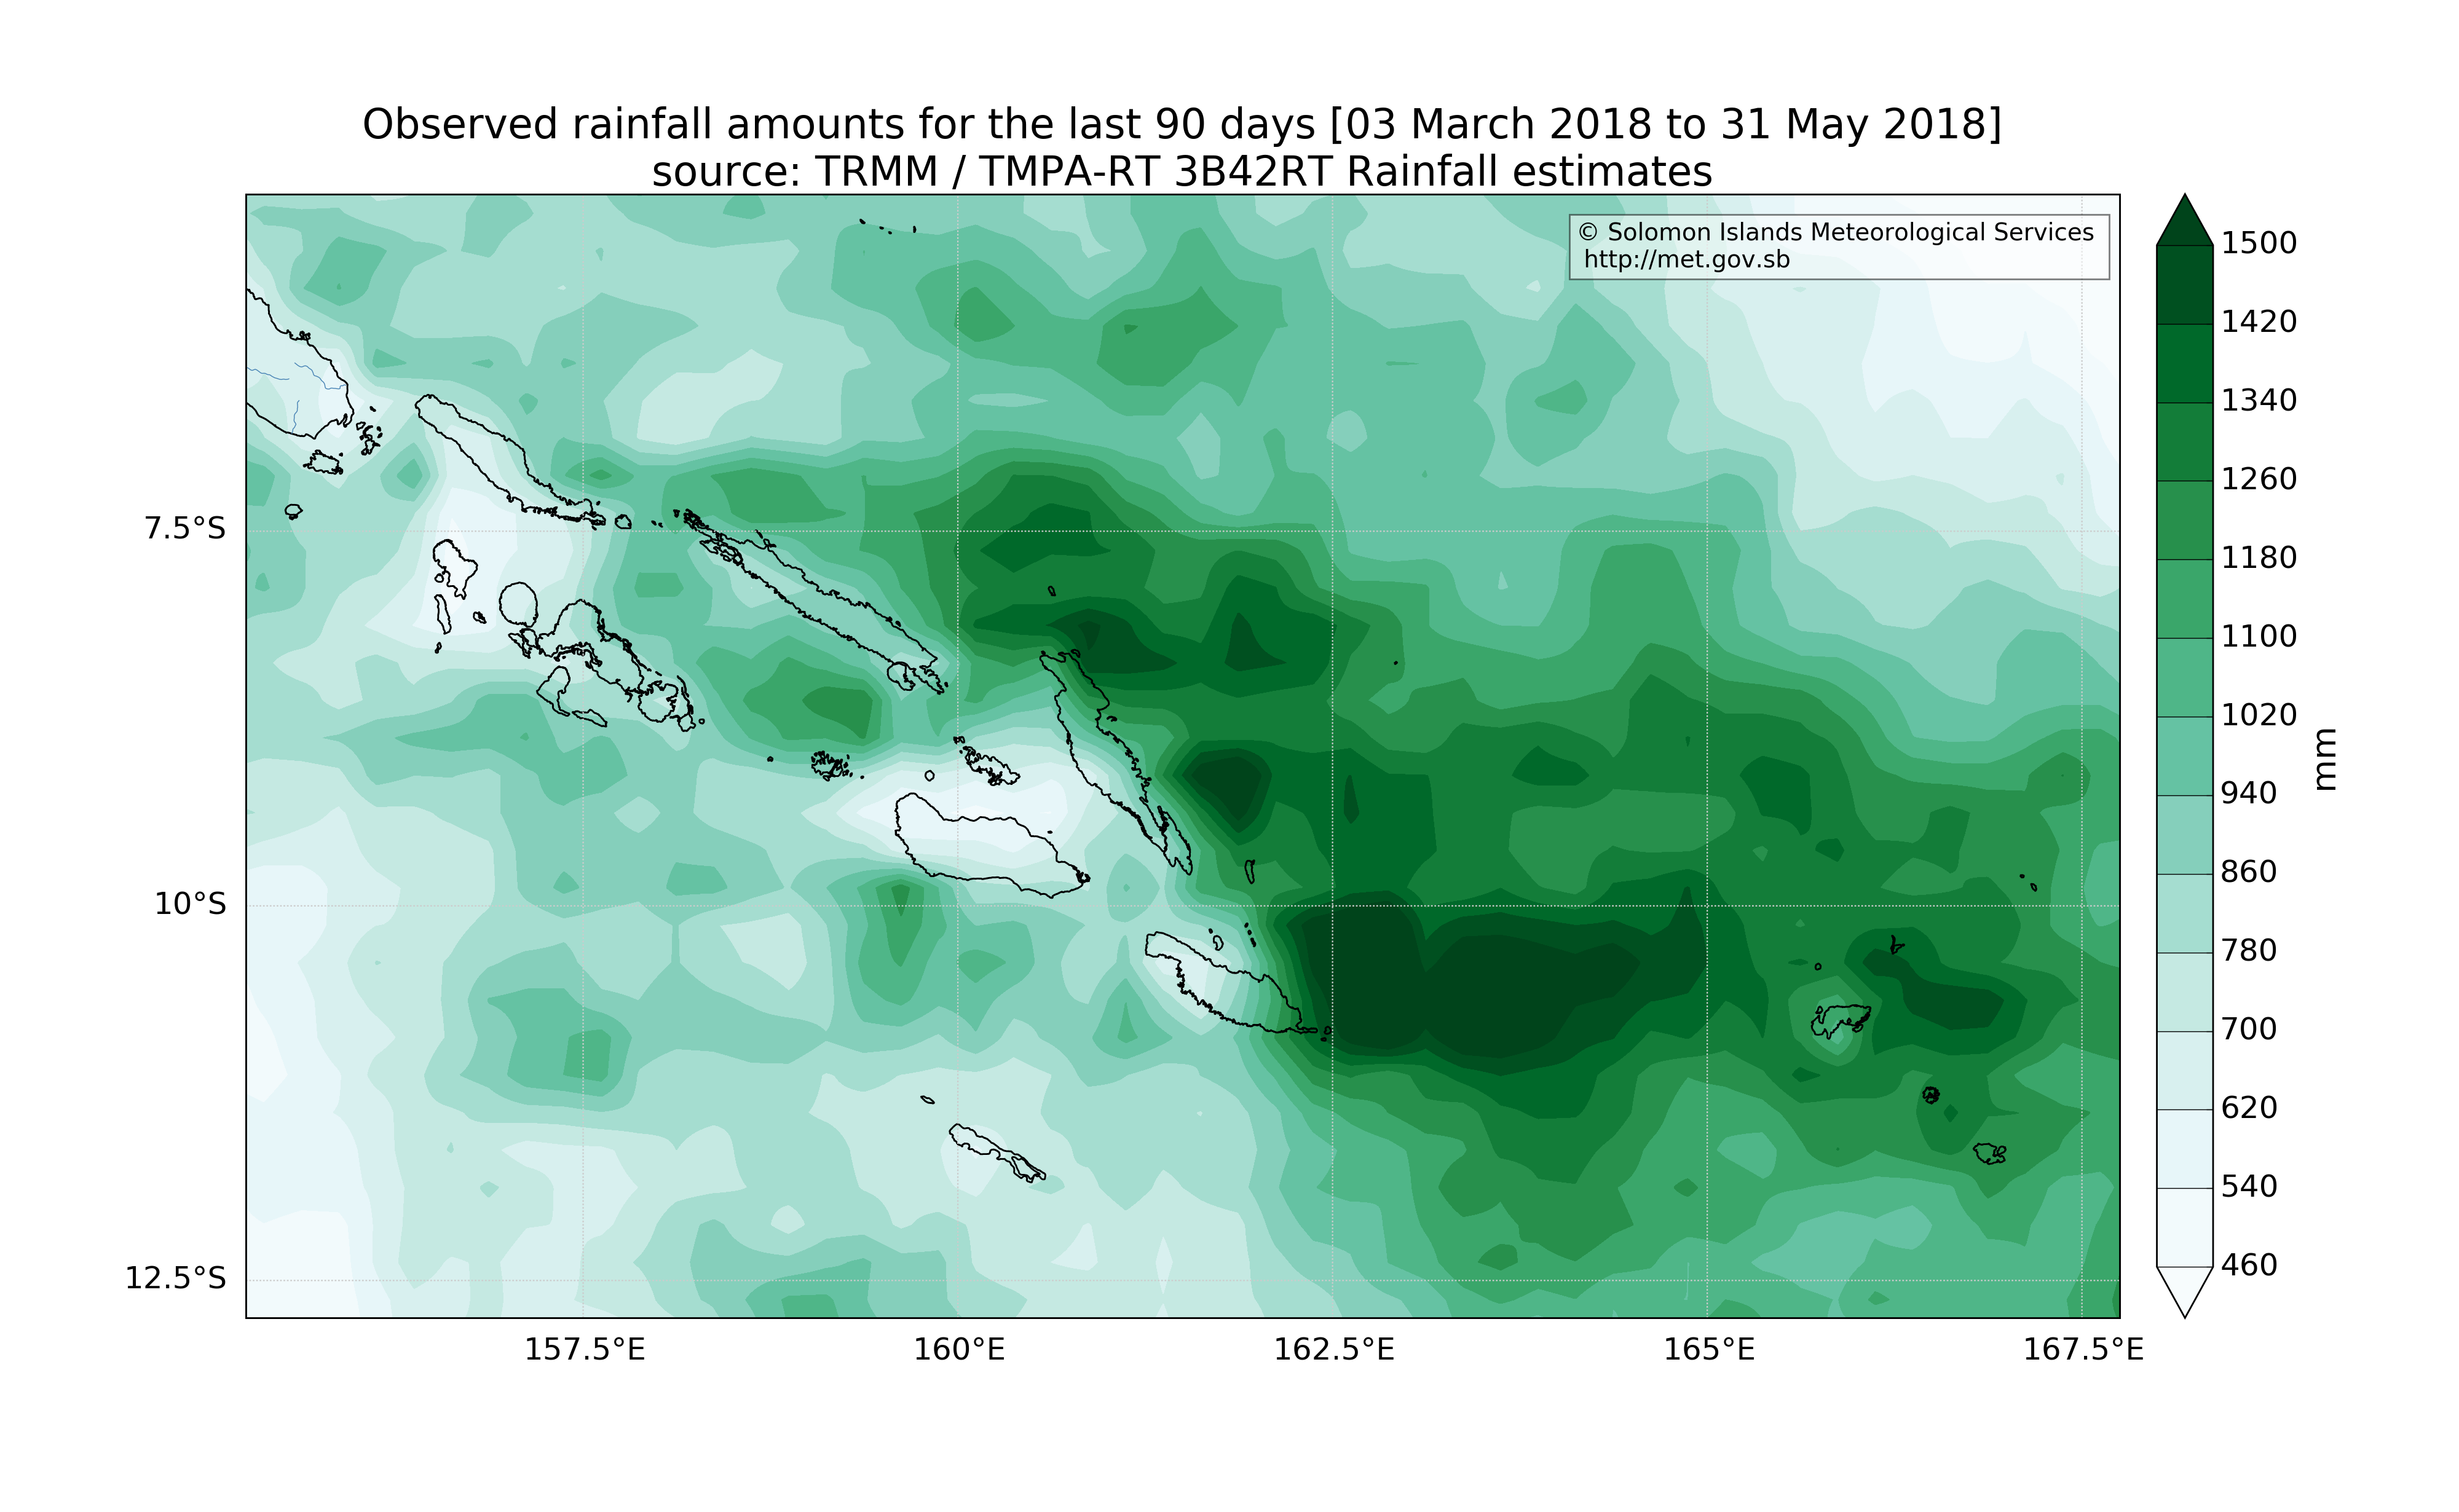 Observed rainfall amounts for the last 90 days [03 March 2018 to 31 May 2018]
source: TRMM / TMPA-RT 3B42RT Rainfall estimates
© Solomon Islands Meteorological Services
http://met.gov.sb
7.5°S
10°S
12.5°S
157.5°E
160°E
162.5°E
165°E
167.5°E
1500
1420
1340
1260
1180
1100
1020
940
860
780
700
620
540
460
mm